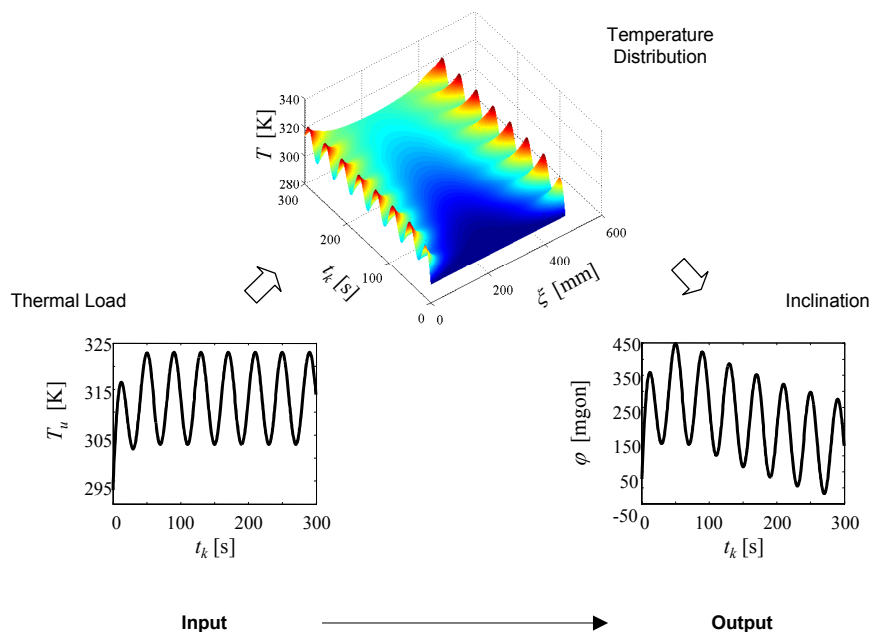 Temperature
Distribution
340
320
300
280
T [K]
300
200
100
0
t_k [s]
0
200
400
600
ξ [mm]
Thermal Load
Inclination
325
315
305
295
T_u [K]
0 100 200 300
t_k [s]
450
350
250
150
50
-50
φ [mgon]
0 100 200 300
t_k [s]
Input
Output